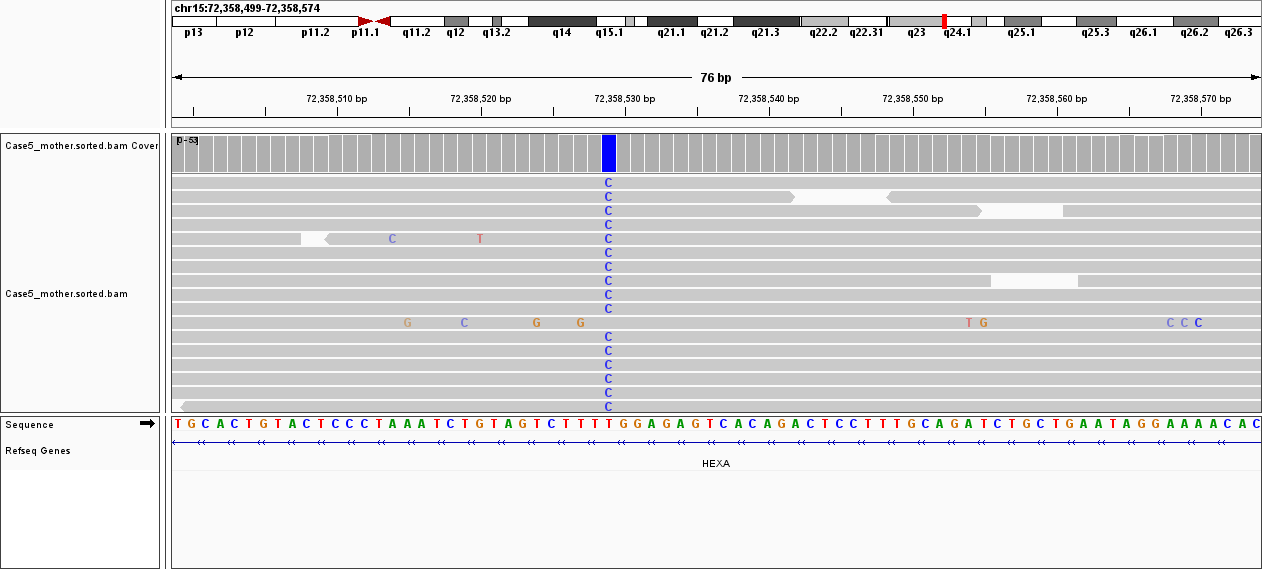 chr15:72,358,499-72,358,574
p13 p12 p11.2 p11.1 q11.2 q12 q13.2 q14 q15.1 q21.1 q21.2 q21.3 q22.2 q22.31 q23 q24.1 q25.1 q25.3 q26.1 q26.2 q26.3
76 bp
72,358,510 bp 72,358,520 bp 72,358,530 bp 72,358,540 bp 72,358,550 bp 72,358,560 bp 72,358,570 bp
Case5_mother.sorted.bam Cover [0 - 53]
C
C
C
C
C T C
C
C
C
Case5_mother.sorted.bam C
C
G C G G T G C C C
C
C
C
C
C
C
Sequence T G C A C T G T A C T C C C T A A A T C T G T A G T C T T T T G G A G A G T C A C A G A C T C C T T T G C A G A T C T G C T G A A T A G G A A A A C A C
Refseq Genes
HEXA